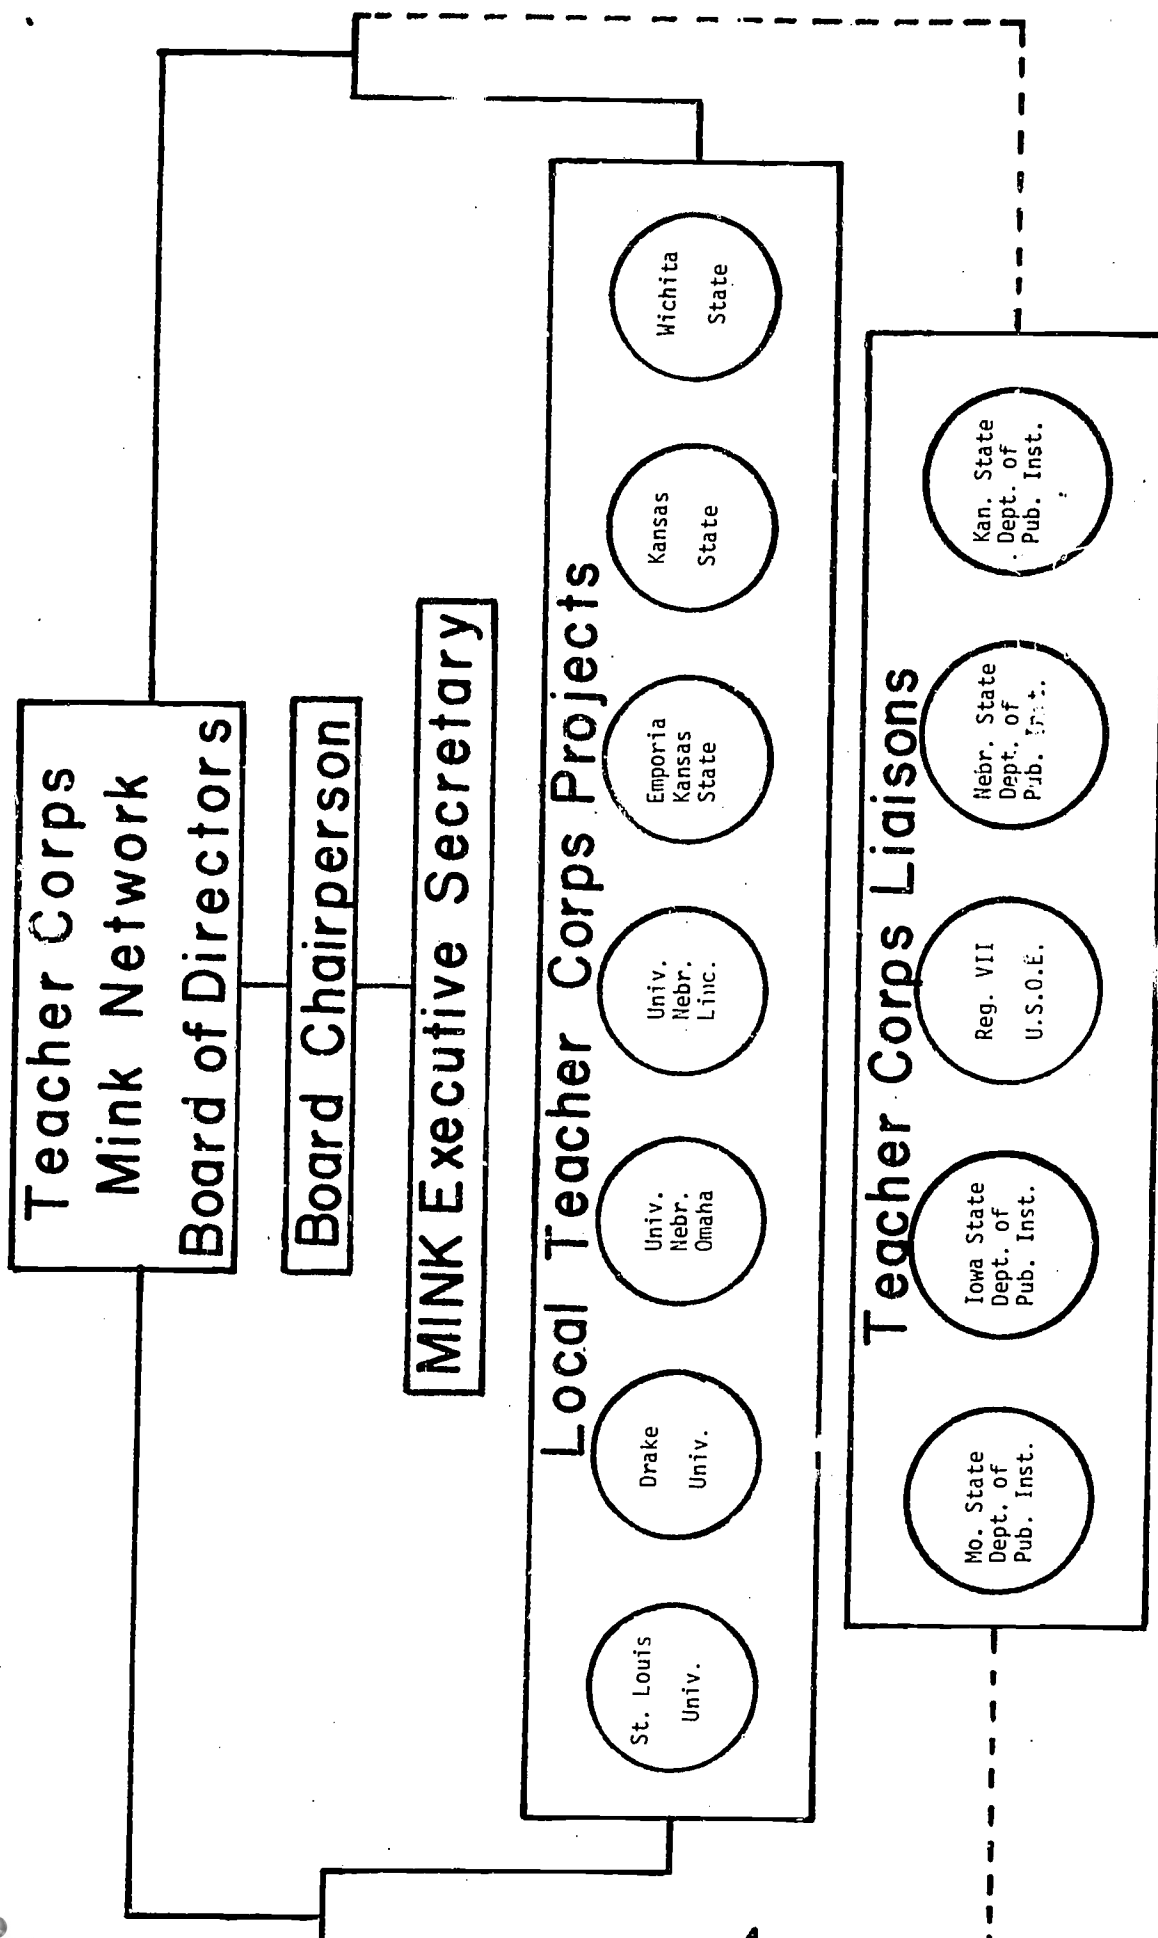 Teacher Corps
Mink Network
Board of Directors
Board Chairperson
MINK Executive Secretary
Local Teacher Corps Projects
St. Louis
Univ.
Drake
Univ.
Univ.
Nebr.
Omaha
Univ.
Nebr.
Linc.
Emporia
Kansas
State
Kansas
State
Wichita
State
Teacher Corps Liaisons
Mo. State
Dept. of
Pub. Inst.
Iowa State
Dept. of
Pub. Inst.
Reg. VII
U.S.O.E.
Nebr. State
Dept. of
Pub. Inst.
Kan. State
Dept. of
Pub. Inst.